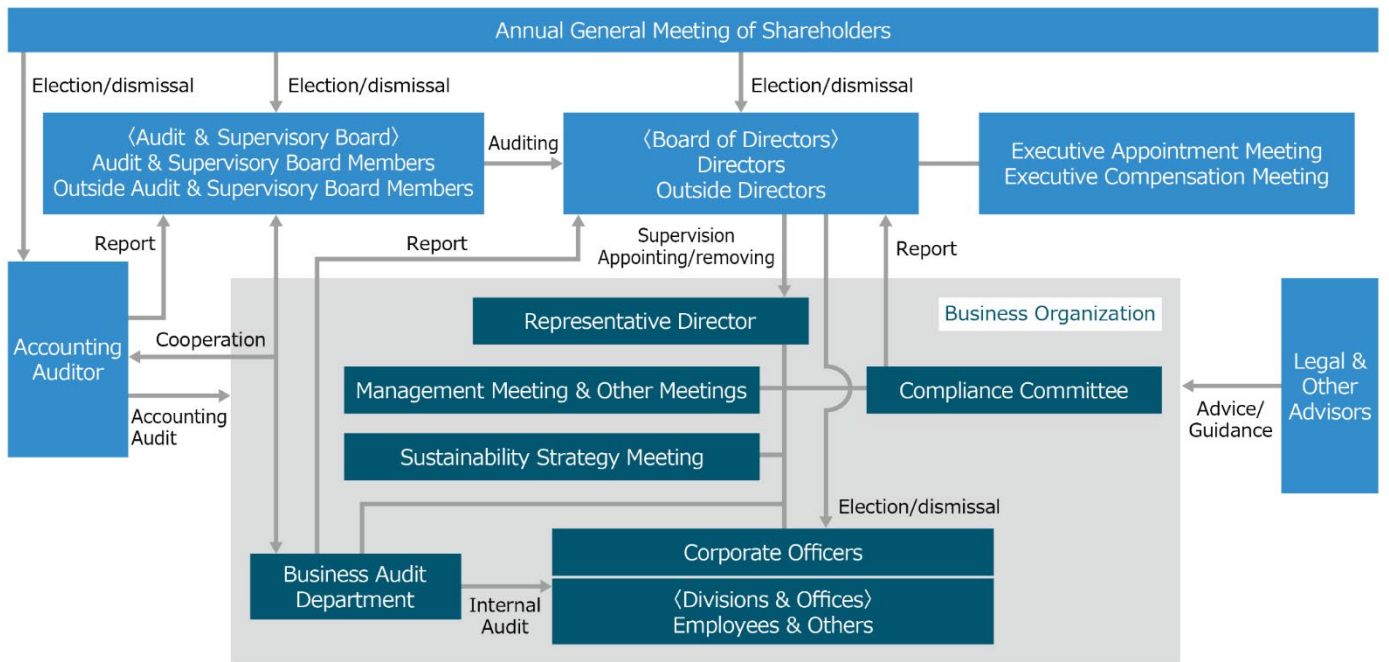 Annual General Meeting of Shareholders
Election/dismissal
Election/dismissal
Election/dismissal
〈Audit & Supervisory Board〉
Audit & Supervisory Board Members
Outside Audit & Supervisory Board Members
Auditing
〈Board of Directors〉
Directors
Outside Directors
Executive Appointment Meeting
Executive Compensation Meeting
Report
Report
Supervision
Appointing/removing
Report
Accounting
Auditor
Cooperation
Accounting
Audit
Business Organization
Representative Director
Management Meeting & Other Meetings
Compliance Committee
Sustainability Strategy Meeting
Legal &
Other
Advisors
Advice/
Guidance
Election/dismissal
Business Audit
Department
Internal
Audit
Corporate Officers
〈Divisions & Offices〉
Employees & Others